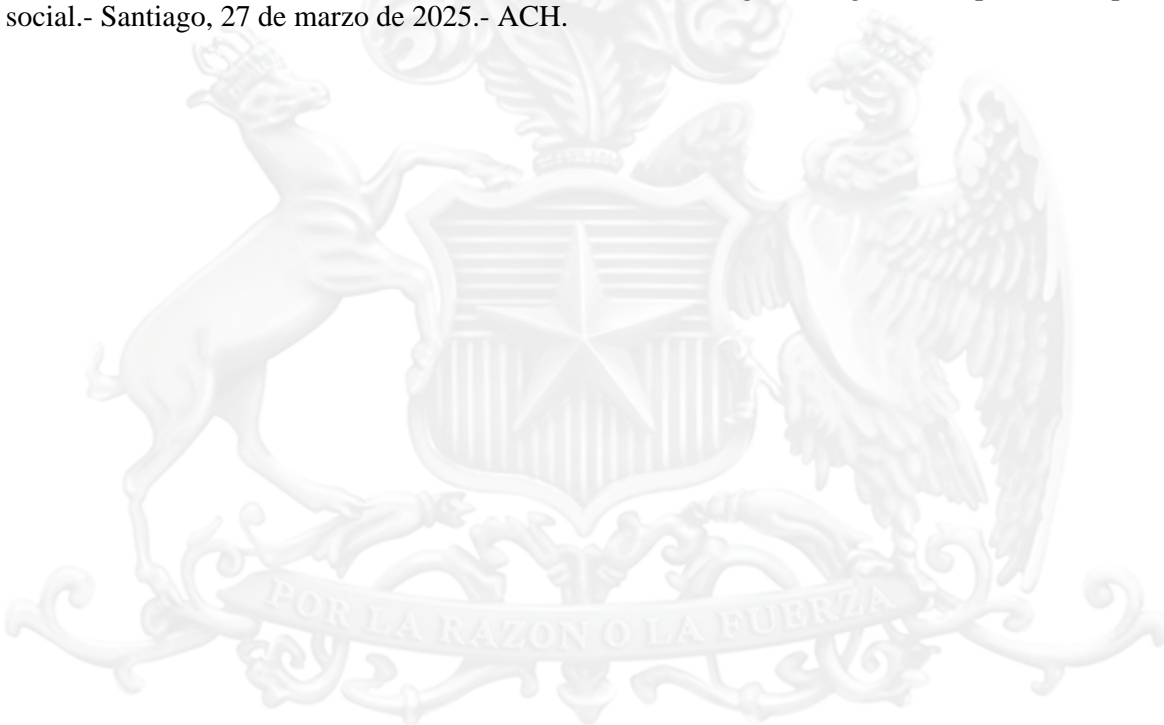 social.- Santiago, 27 de marzo de 2025.- ACH.
POR LA RAZON O LA FUERZA